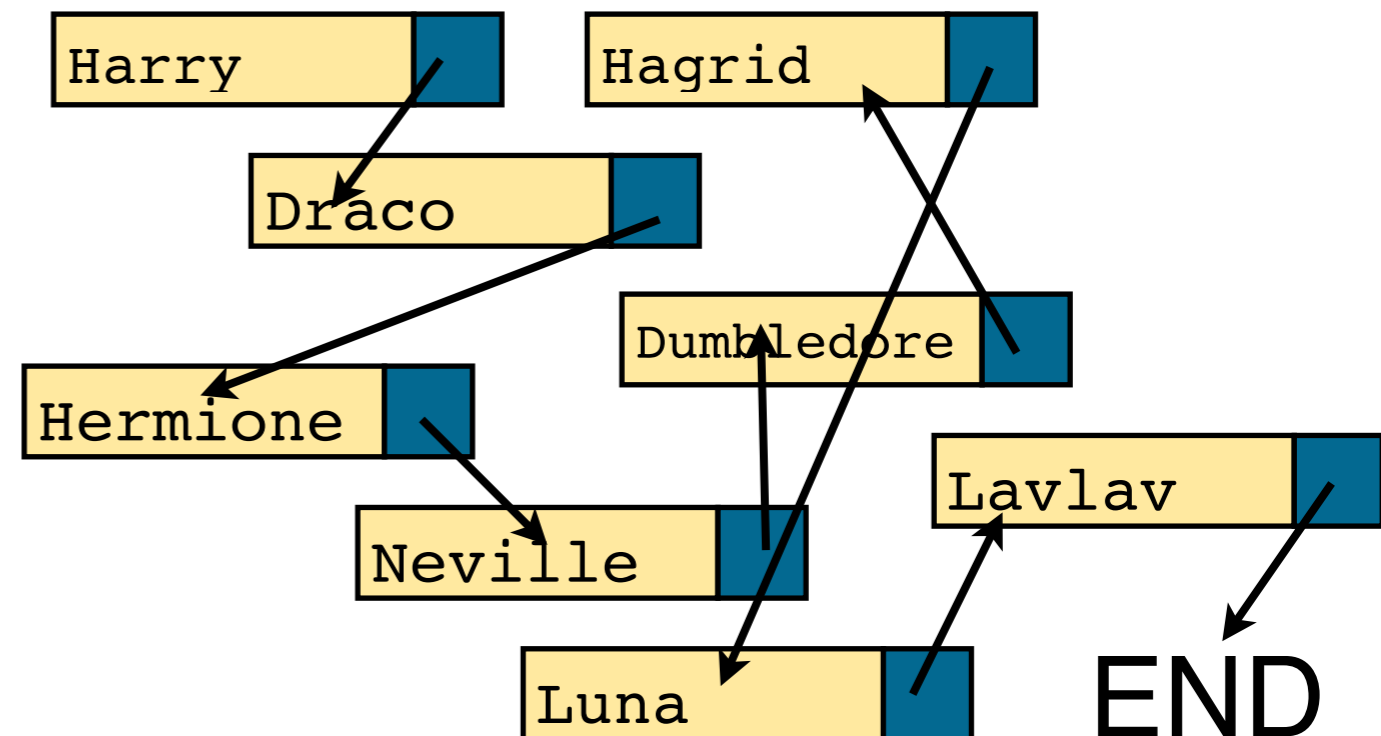 Harry
Hagrid
Draco
Dumbledore
Hermione
Lavlav
Neville
Luna
END